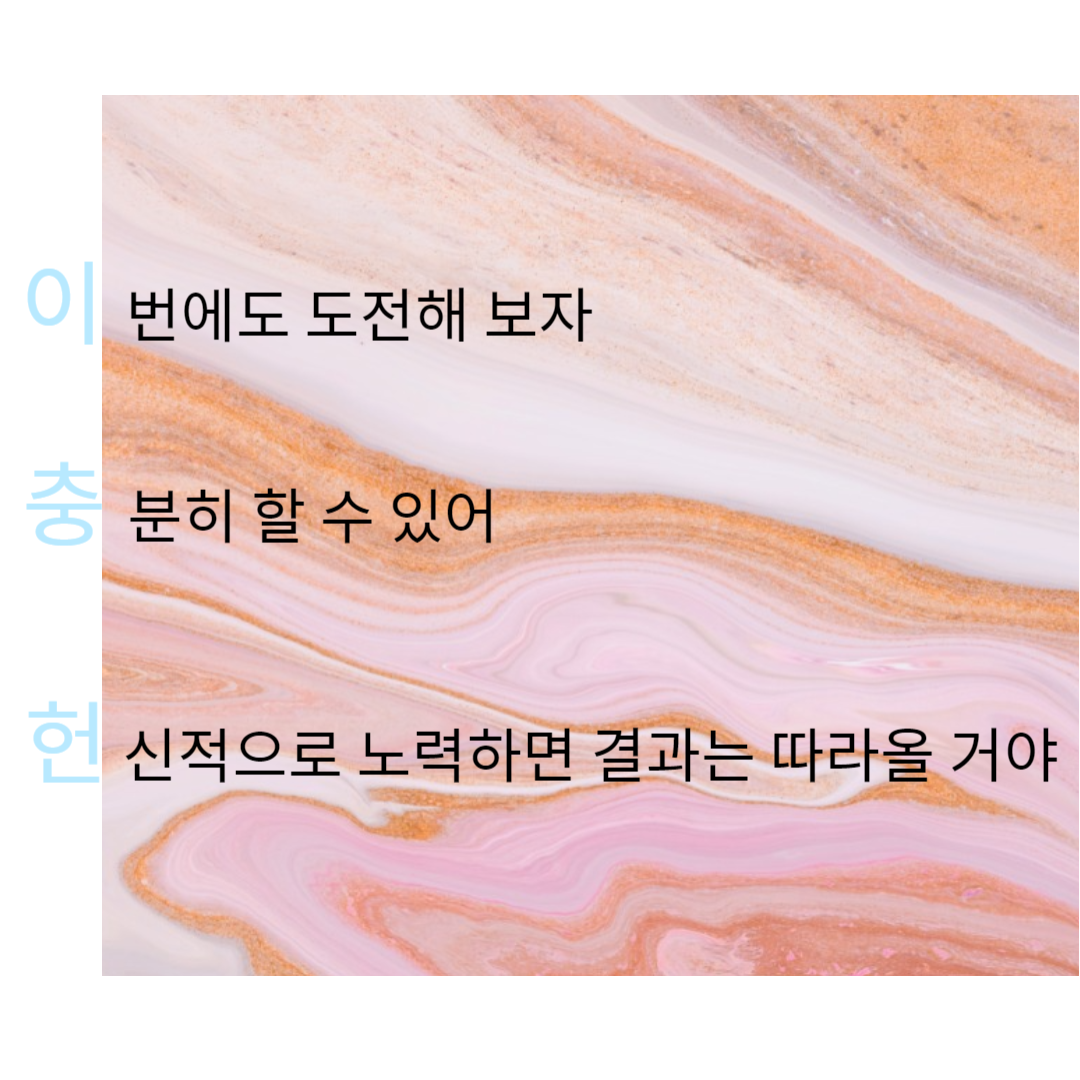 이 번에도 도전해 보자
충 분히 할 수 있어
헌 신적으로 노력하면 결과는 따라올 거야